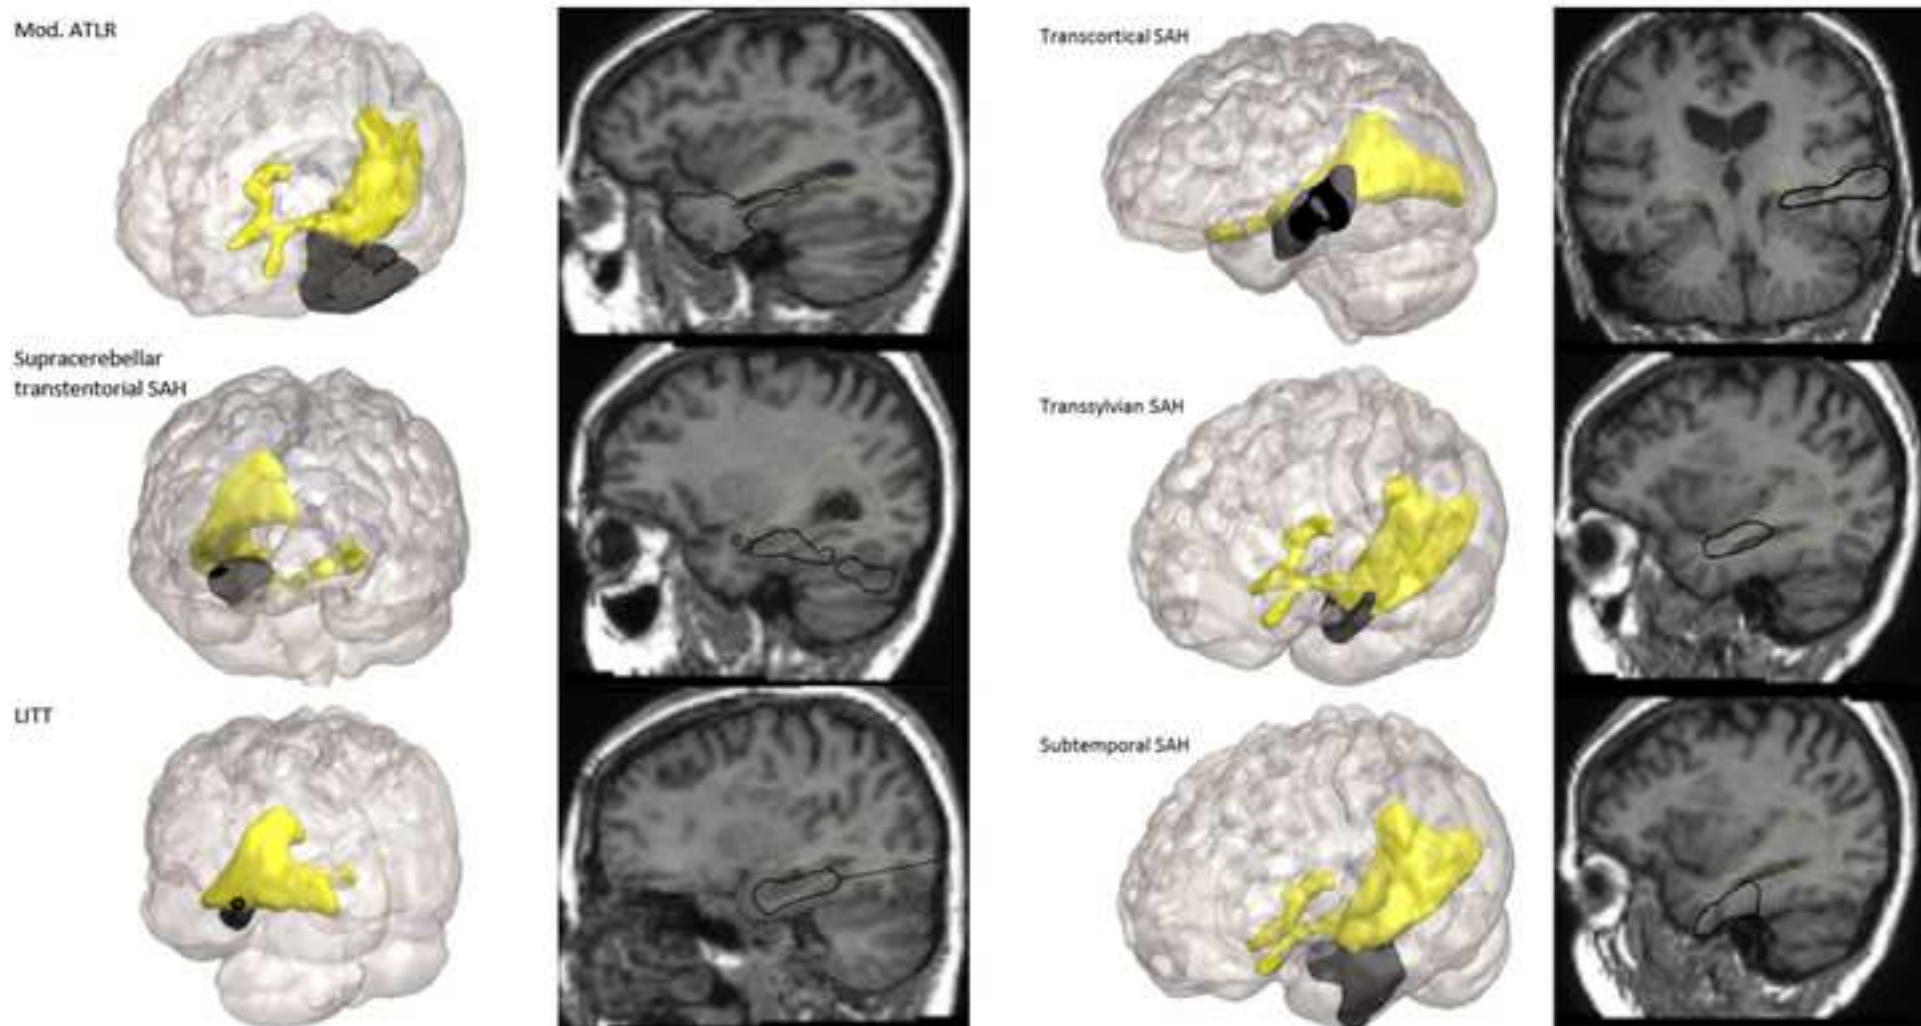 Mod. ATLR
Transcortical SAH
Supracerebellar
transtentorial SAH
Transsylvian SAH
LITT
Subtemporal SAH